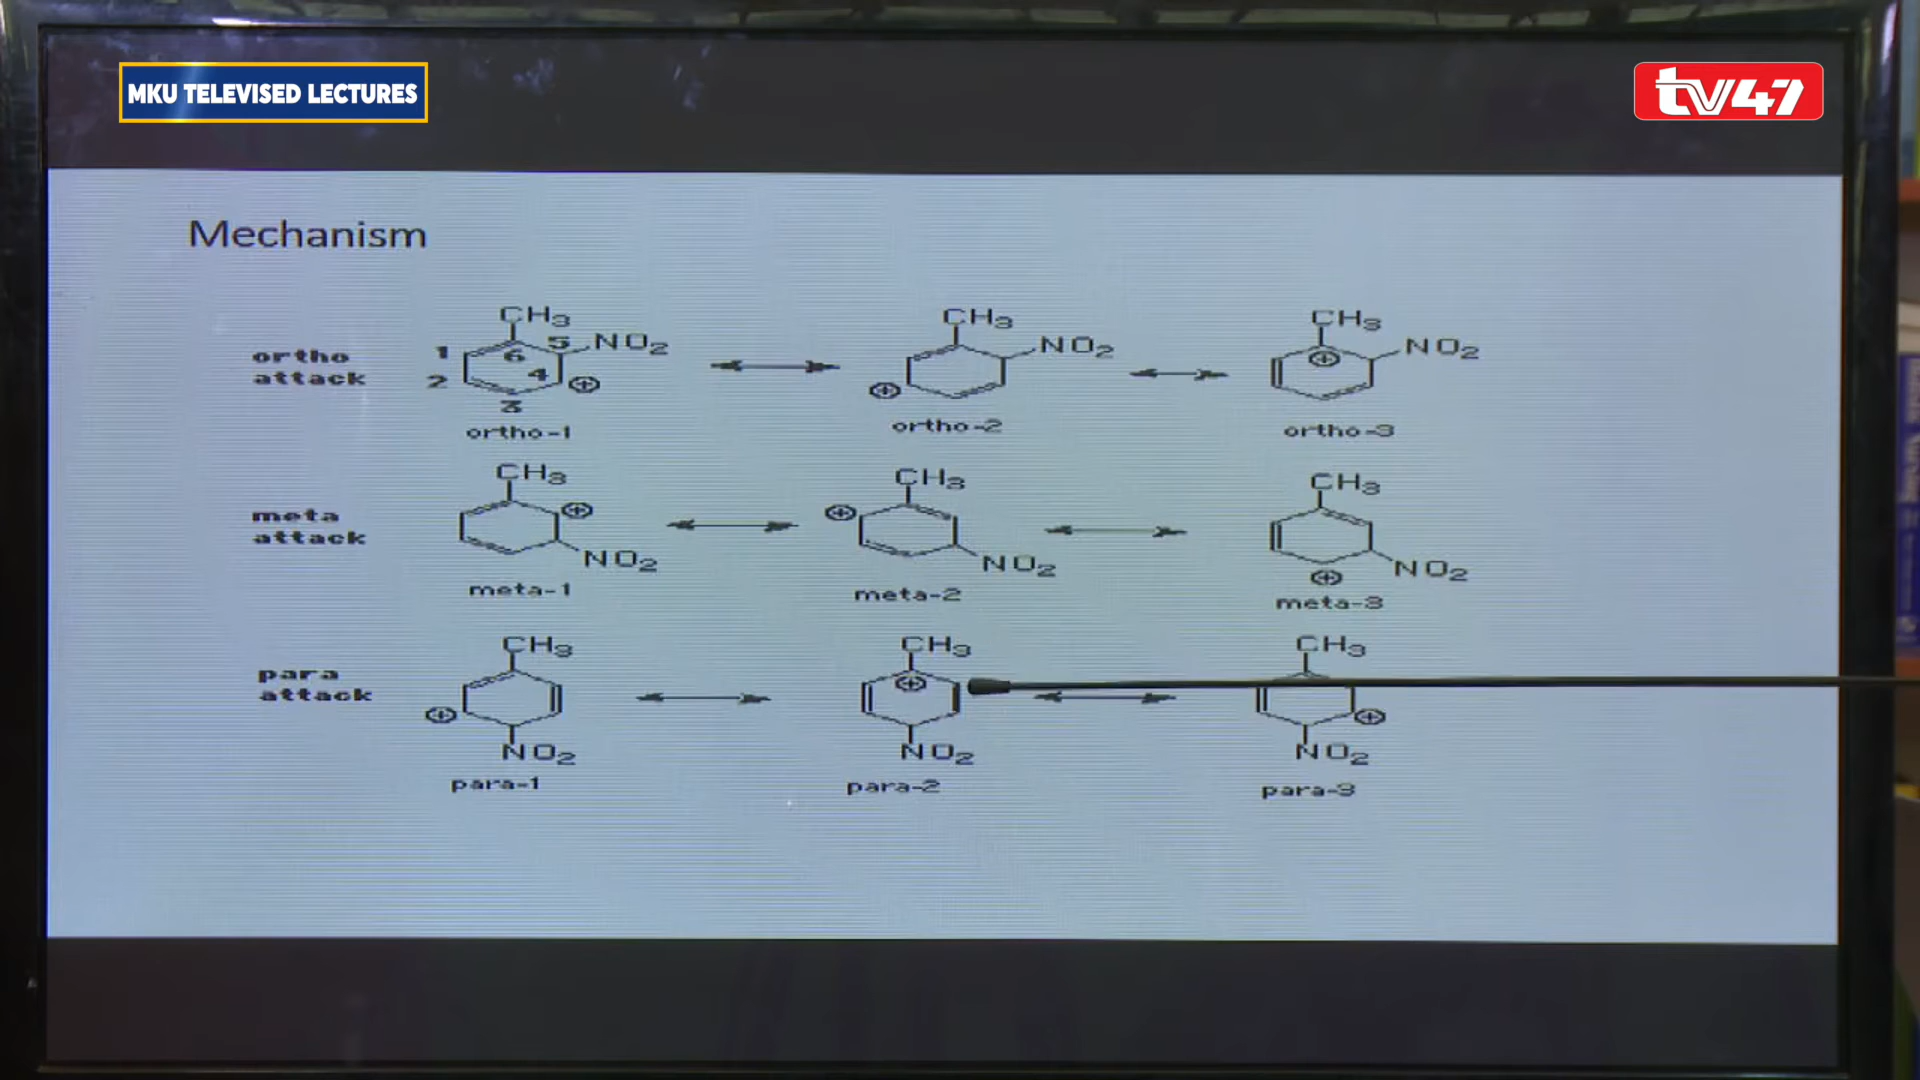 MKU TELEVISED LECTURES
tv47
Mechanism
ortho attack
CH3
NO2
1
2
3
4
5
6
ortho-1
CH3
NO2
ortho-2
CH3
NO2
ortho-3
meta attack
CH3
NO2
meta-1
CH3
NO2
meta-2
CH3
NO2
meta-3
para attack
CH3
NO2
para-1
CH3
NO2
para-2
CH3
NO2
para-3